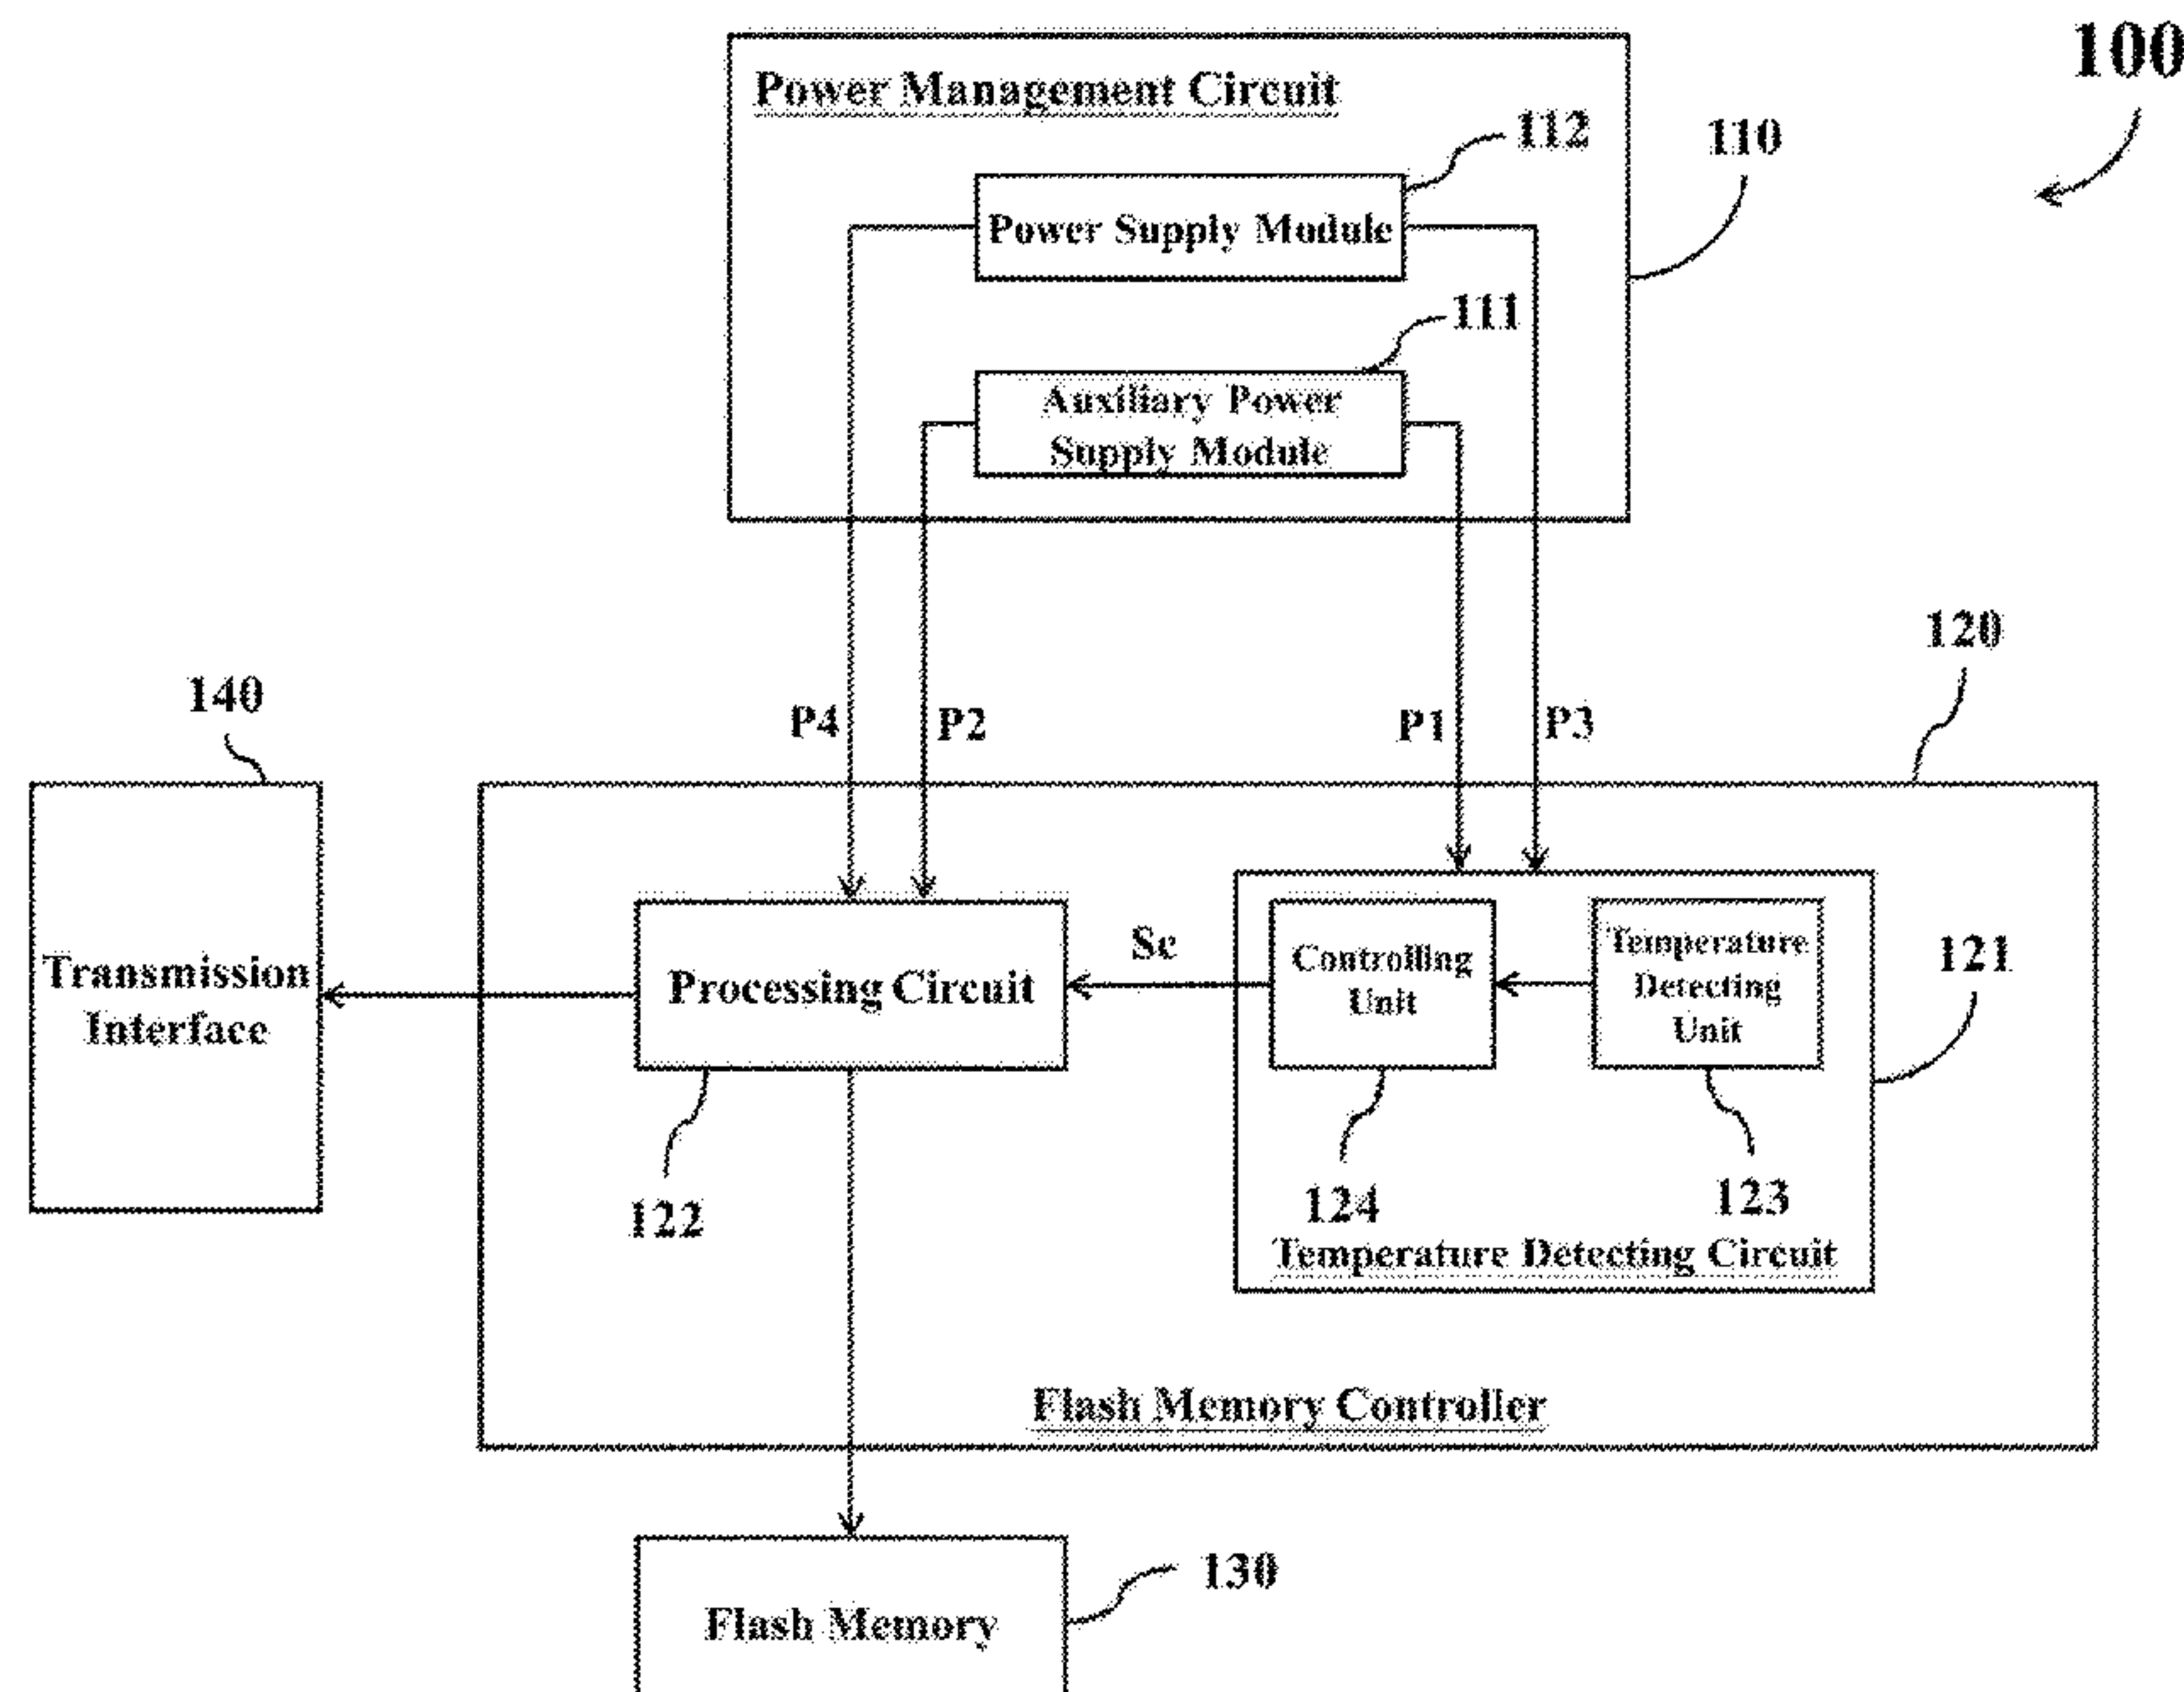 100
Power Management Circuit
112
110
Power Supply Module
111
Auxiliary Power
Supply Module
120
140
P4
P2
P1
P3
Transmission
Interface
Processing Circuit
Sc
Controlling
Unit
Temperature
Detecting
Unit
121
122
124
123
Temperature Detecting Circuit
Flash Memory Controller
130
Flash Memory